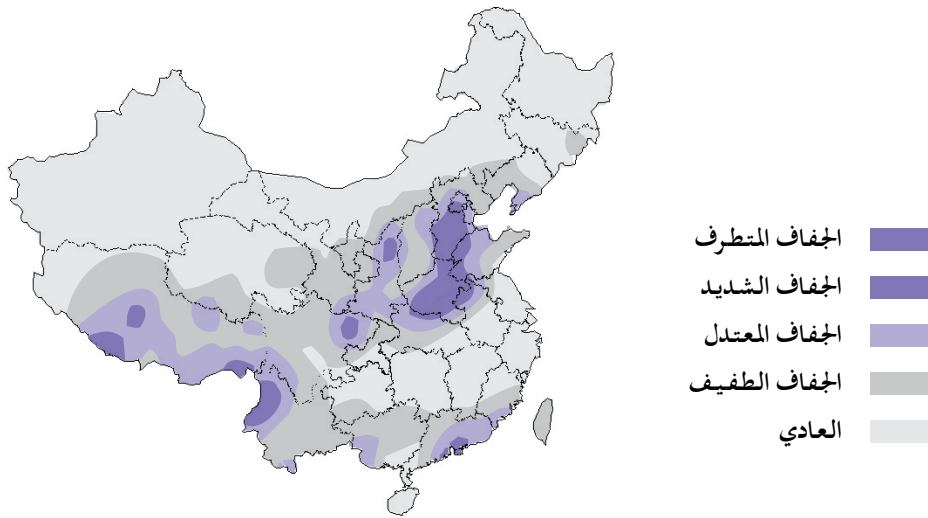 الجفاف المتطرف
الجفاف الشديد
الجفاف المعتدل
الجفاف الطفيف
العادي